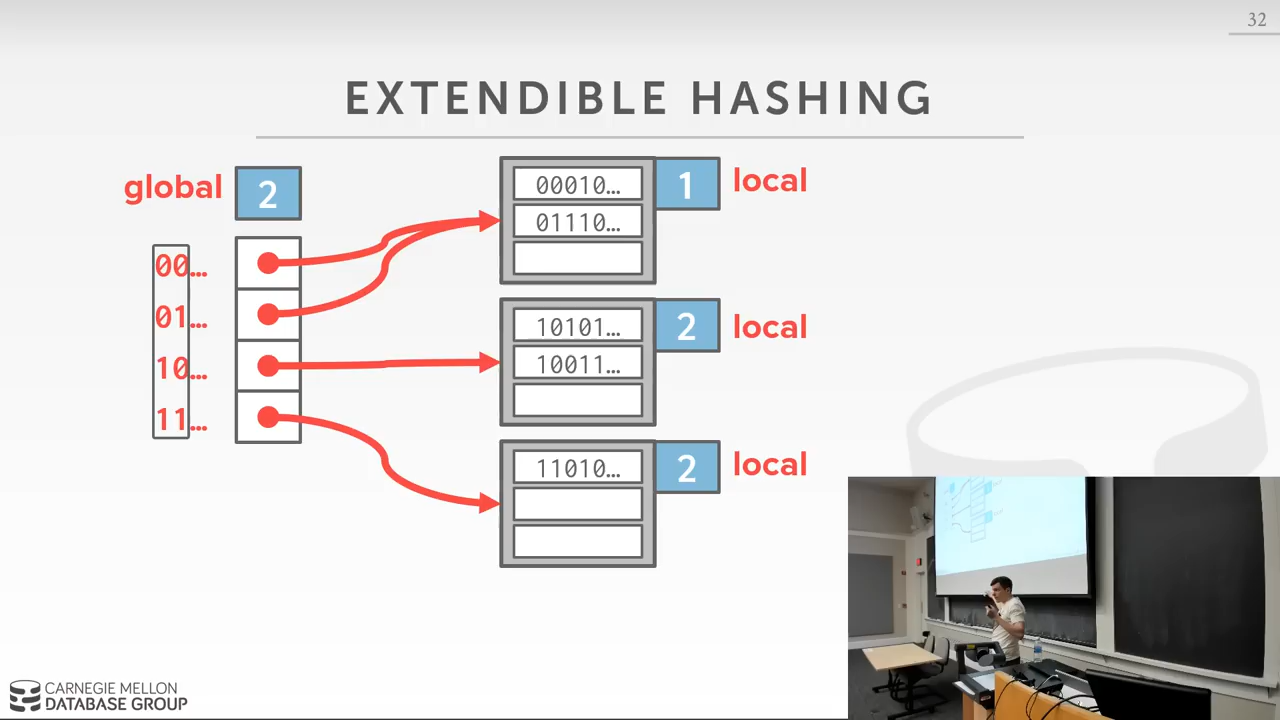 32
EXTENDIBLE HASHING
global 2
00...
01...
10...
11...
00010...
01110...
1 local
10101...
10011...
2 local
11010...
2 local
CARNEGIE MELLON
DATABASE GROUP